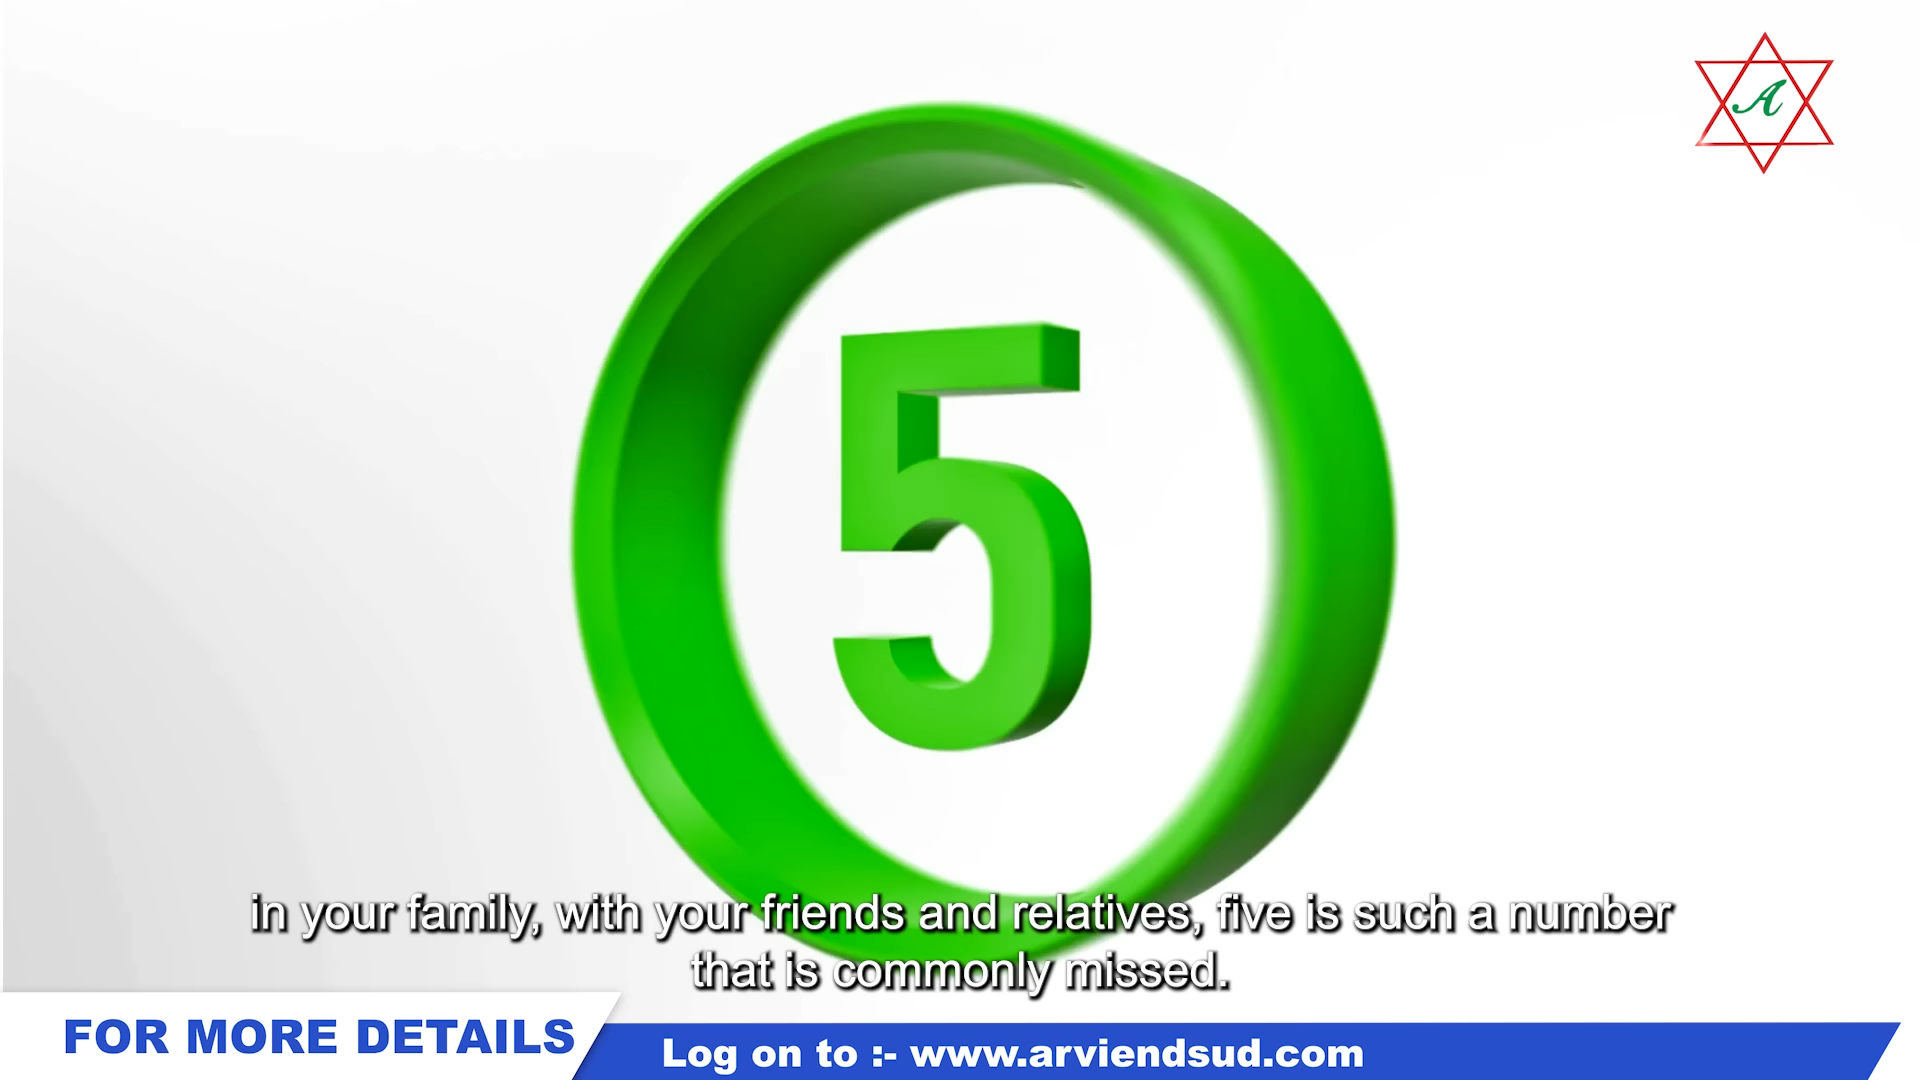 A
5
in your family, with your friends and relatives, five is such a number
that is commonly missed.
FOR MORE DETAILS
Log on to :- www.arviendsud.com